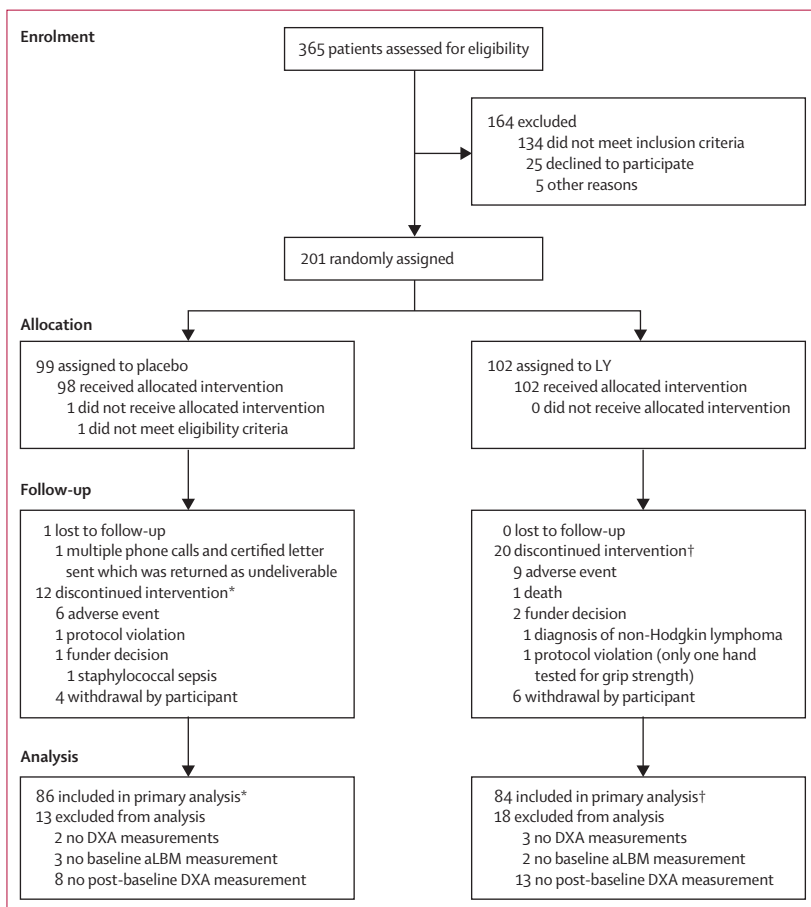 Enrolment
365 patients assessed for eligibility
164 excluded
134 did not meet inclusion criteria
25 declined to participate
5 other reasons
201 randomly assigned
Allocation
99 assigned to placebo
98 received allocated intervention
1 did not receive allocated intervention
1 did not meet eligibility criteria
102 assigned to LY
102 received allocated intervention
0 did not receive allocated intervention
Follow-up
1 lost to follow-up
1 multiple phone calls and certified letter
sent which was returned as undeliverable
12 discontinued intervention*
6 adverse event
1 protocol violation
1 funder decision
1 staphylococcal sepsis
4 withdrawal by participant
0 lost to follow-up
20 discontinued intervention†
9 adverse event
1 death
2 funder decision
1 diagnosis of non-Hodgkin lymphoma
1 protocol violation (only one hand
tested for grip strength)
6 withdrawal by participant
Analysis
86 included in primary analysis*
13 excluded from analysis
2 no DXA measurements
3 no baseline aLBM measurement
8 no post-baseline DXA measurement
84 included in primary analysis†
18 excluded from analysis
3 no DXA measurements
2 no baseline aLBM measurement
13 no post-baseline DXA measurement